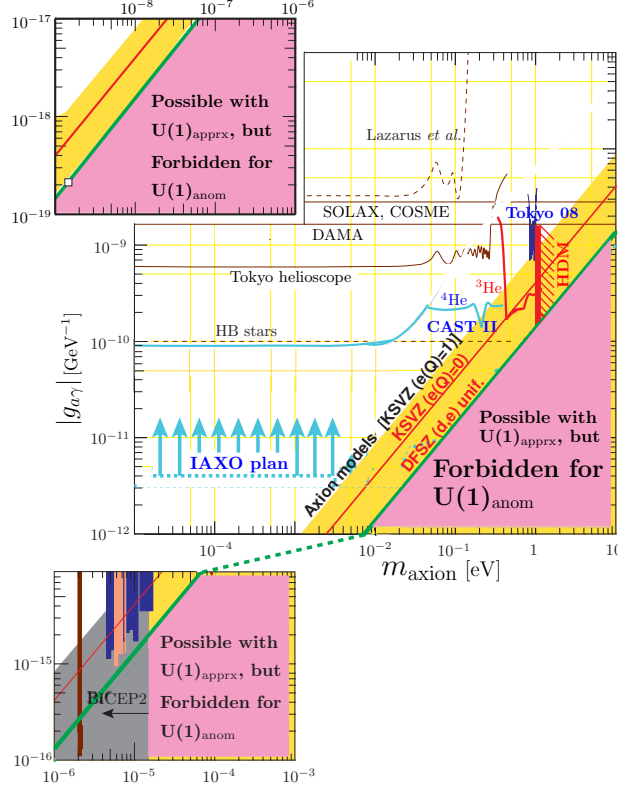 10⁻⁸ 10⁻⁷ 10⁻⁶
10⁻¹⁷
10⁻¹⁸
10⁻¹⁹
Possible with
U(1)apprx, but
Forbidden for
U(1)anom
Lazarus et al.
SOLAX, COSME
Tokyo 08
DAMA
HDM
10⁻⁹
Tokyo helioscope
³He
⁴He
CAST II
HB stars
10⁻¹⁰
|gaγ| [GeV⁻¹]
Axion models [KSVZ (e(Q)=1)]
KSVZ (e(Q)=0)
DFSZ (d,e) unif.
10⁻¹¹
IAXO plan
Possible with
U(1)apprx, but
Forbidden for
U(1)anom
10⁻¹²
10⁻⁴ 10⁻² 10⁻¹ 1 10
maxion [eV]
10⁻¹⁵
Possible with
U(1)apprx, but
BICEP2
Forbidden for
U(1)anom
10⁻¹⁶
10⁻⁶ 10⁻⁵ 10⁻⁴ 10⁻³